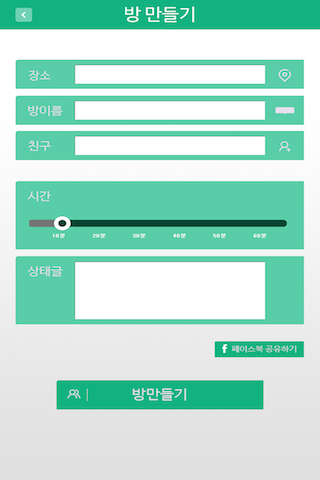 방 만들기
장소
방이름
친구
시간
10분 20분 30분 40분 50분 60분
상태글
f 페이스북 공유하기
방만들기